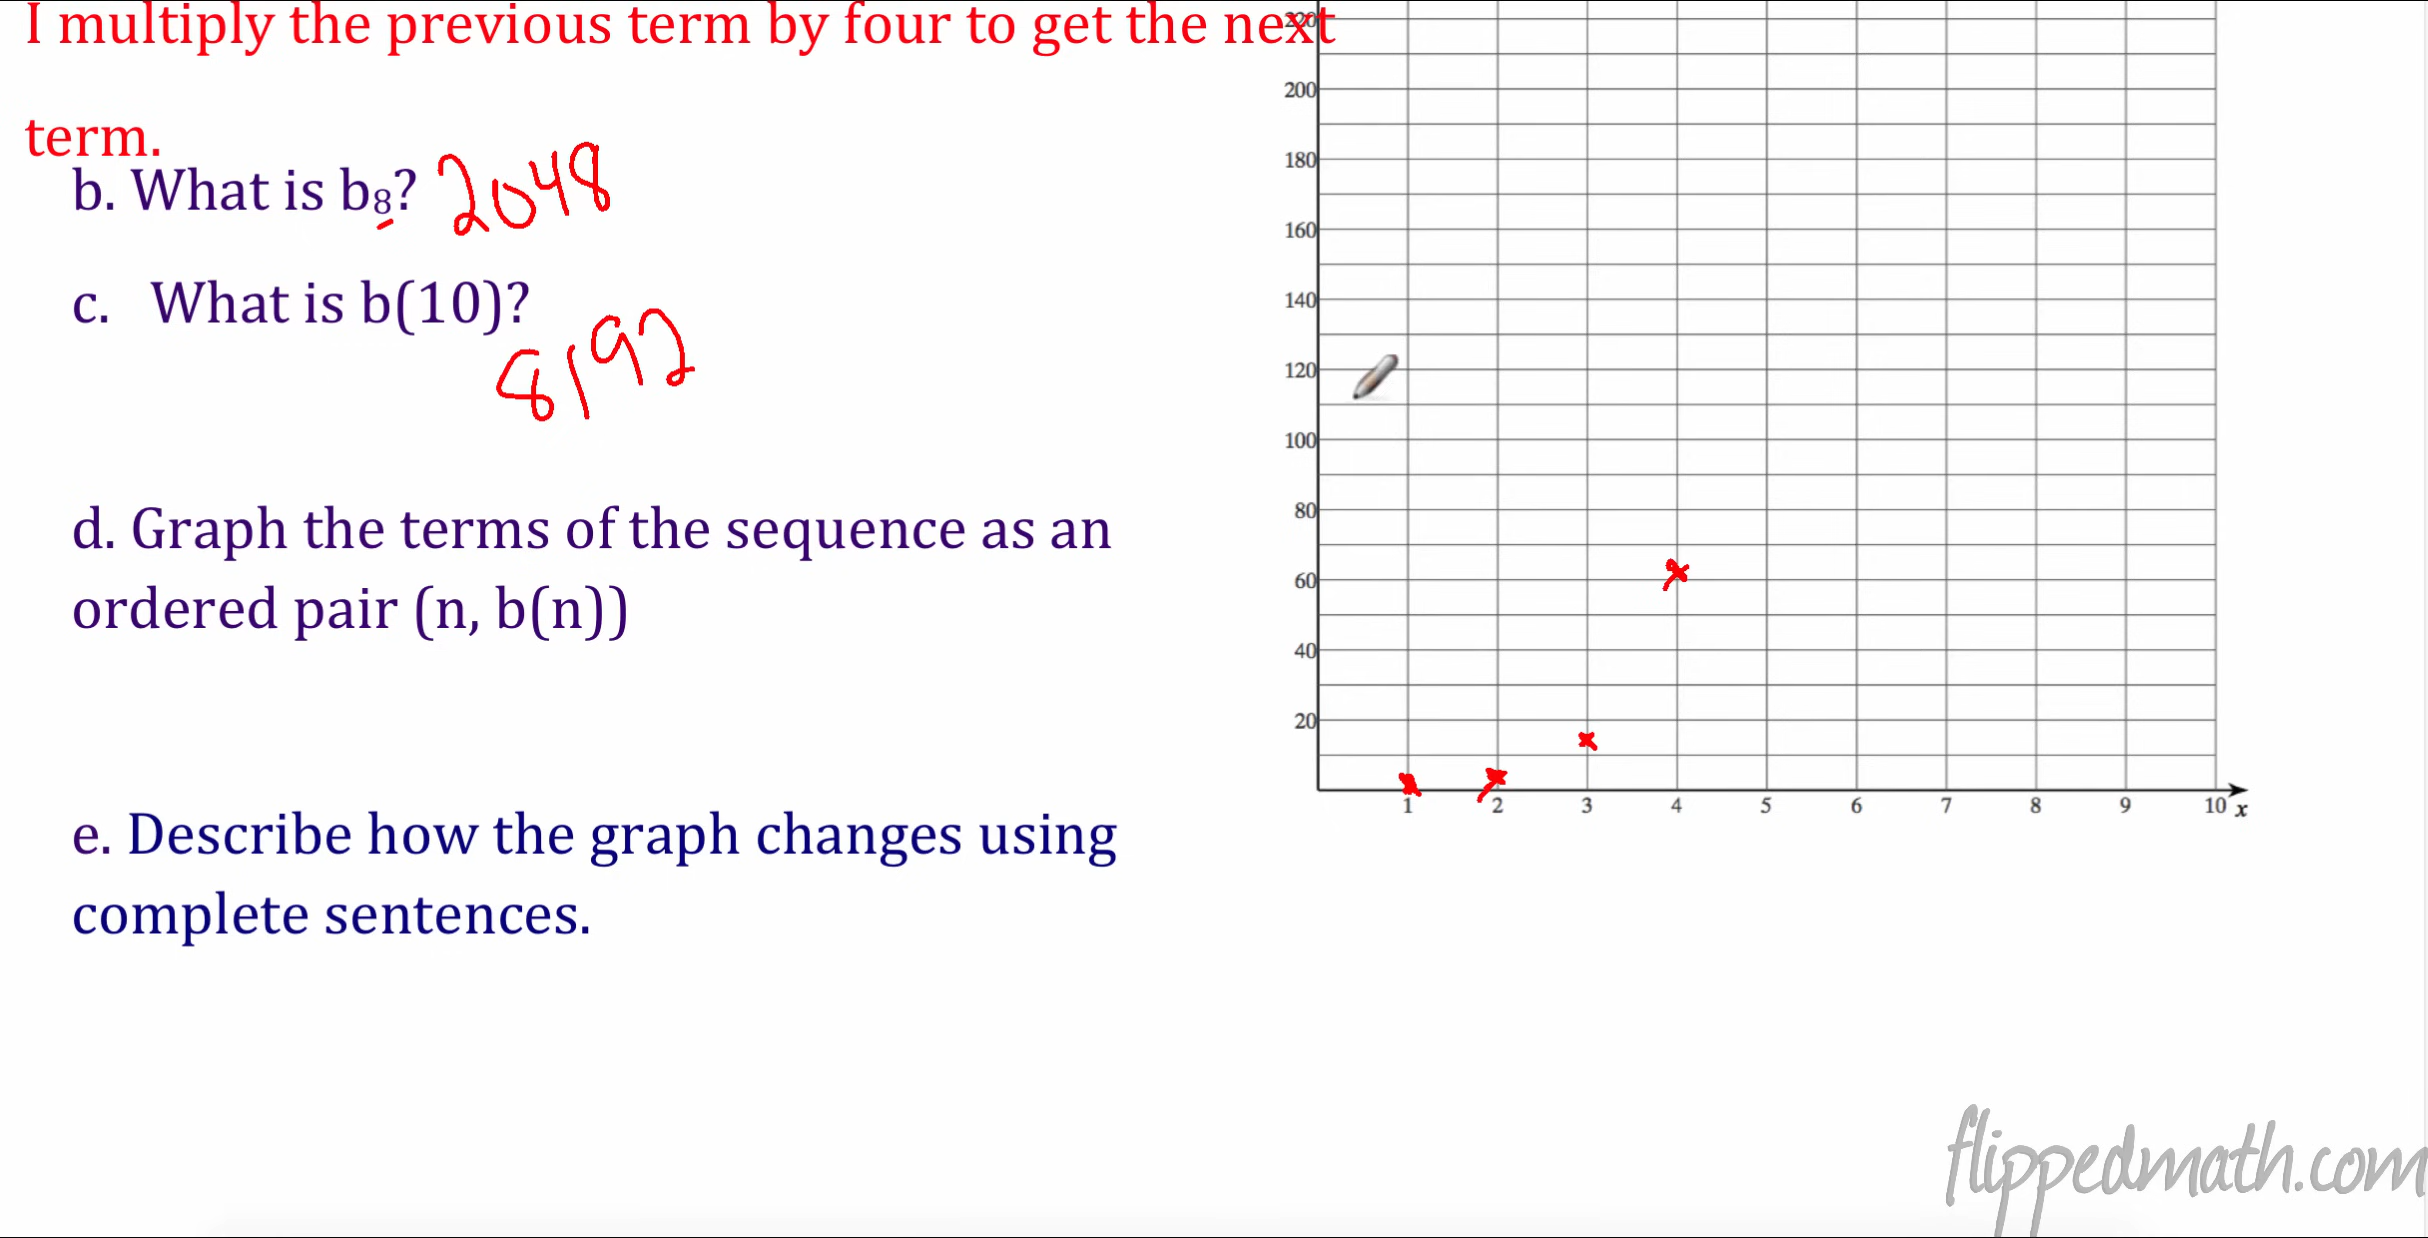 I multiply the previous term by four to get the next
term.
b. What is b₈? 2048
c. What is b(10)?
8192
d. Graph the terms of the sequence as an
ordered pair (n, b(n))
e. Describe how the graph changes using
complete sentences.
220
200
180
160
140
120
100
80
60
40
20
1 2 3 4 5 6 7 8 9 10 x
flippedmath.com